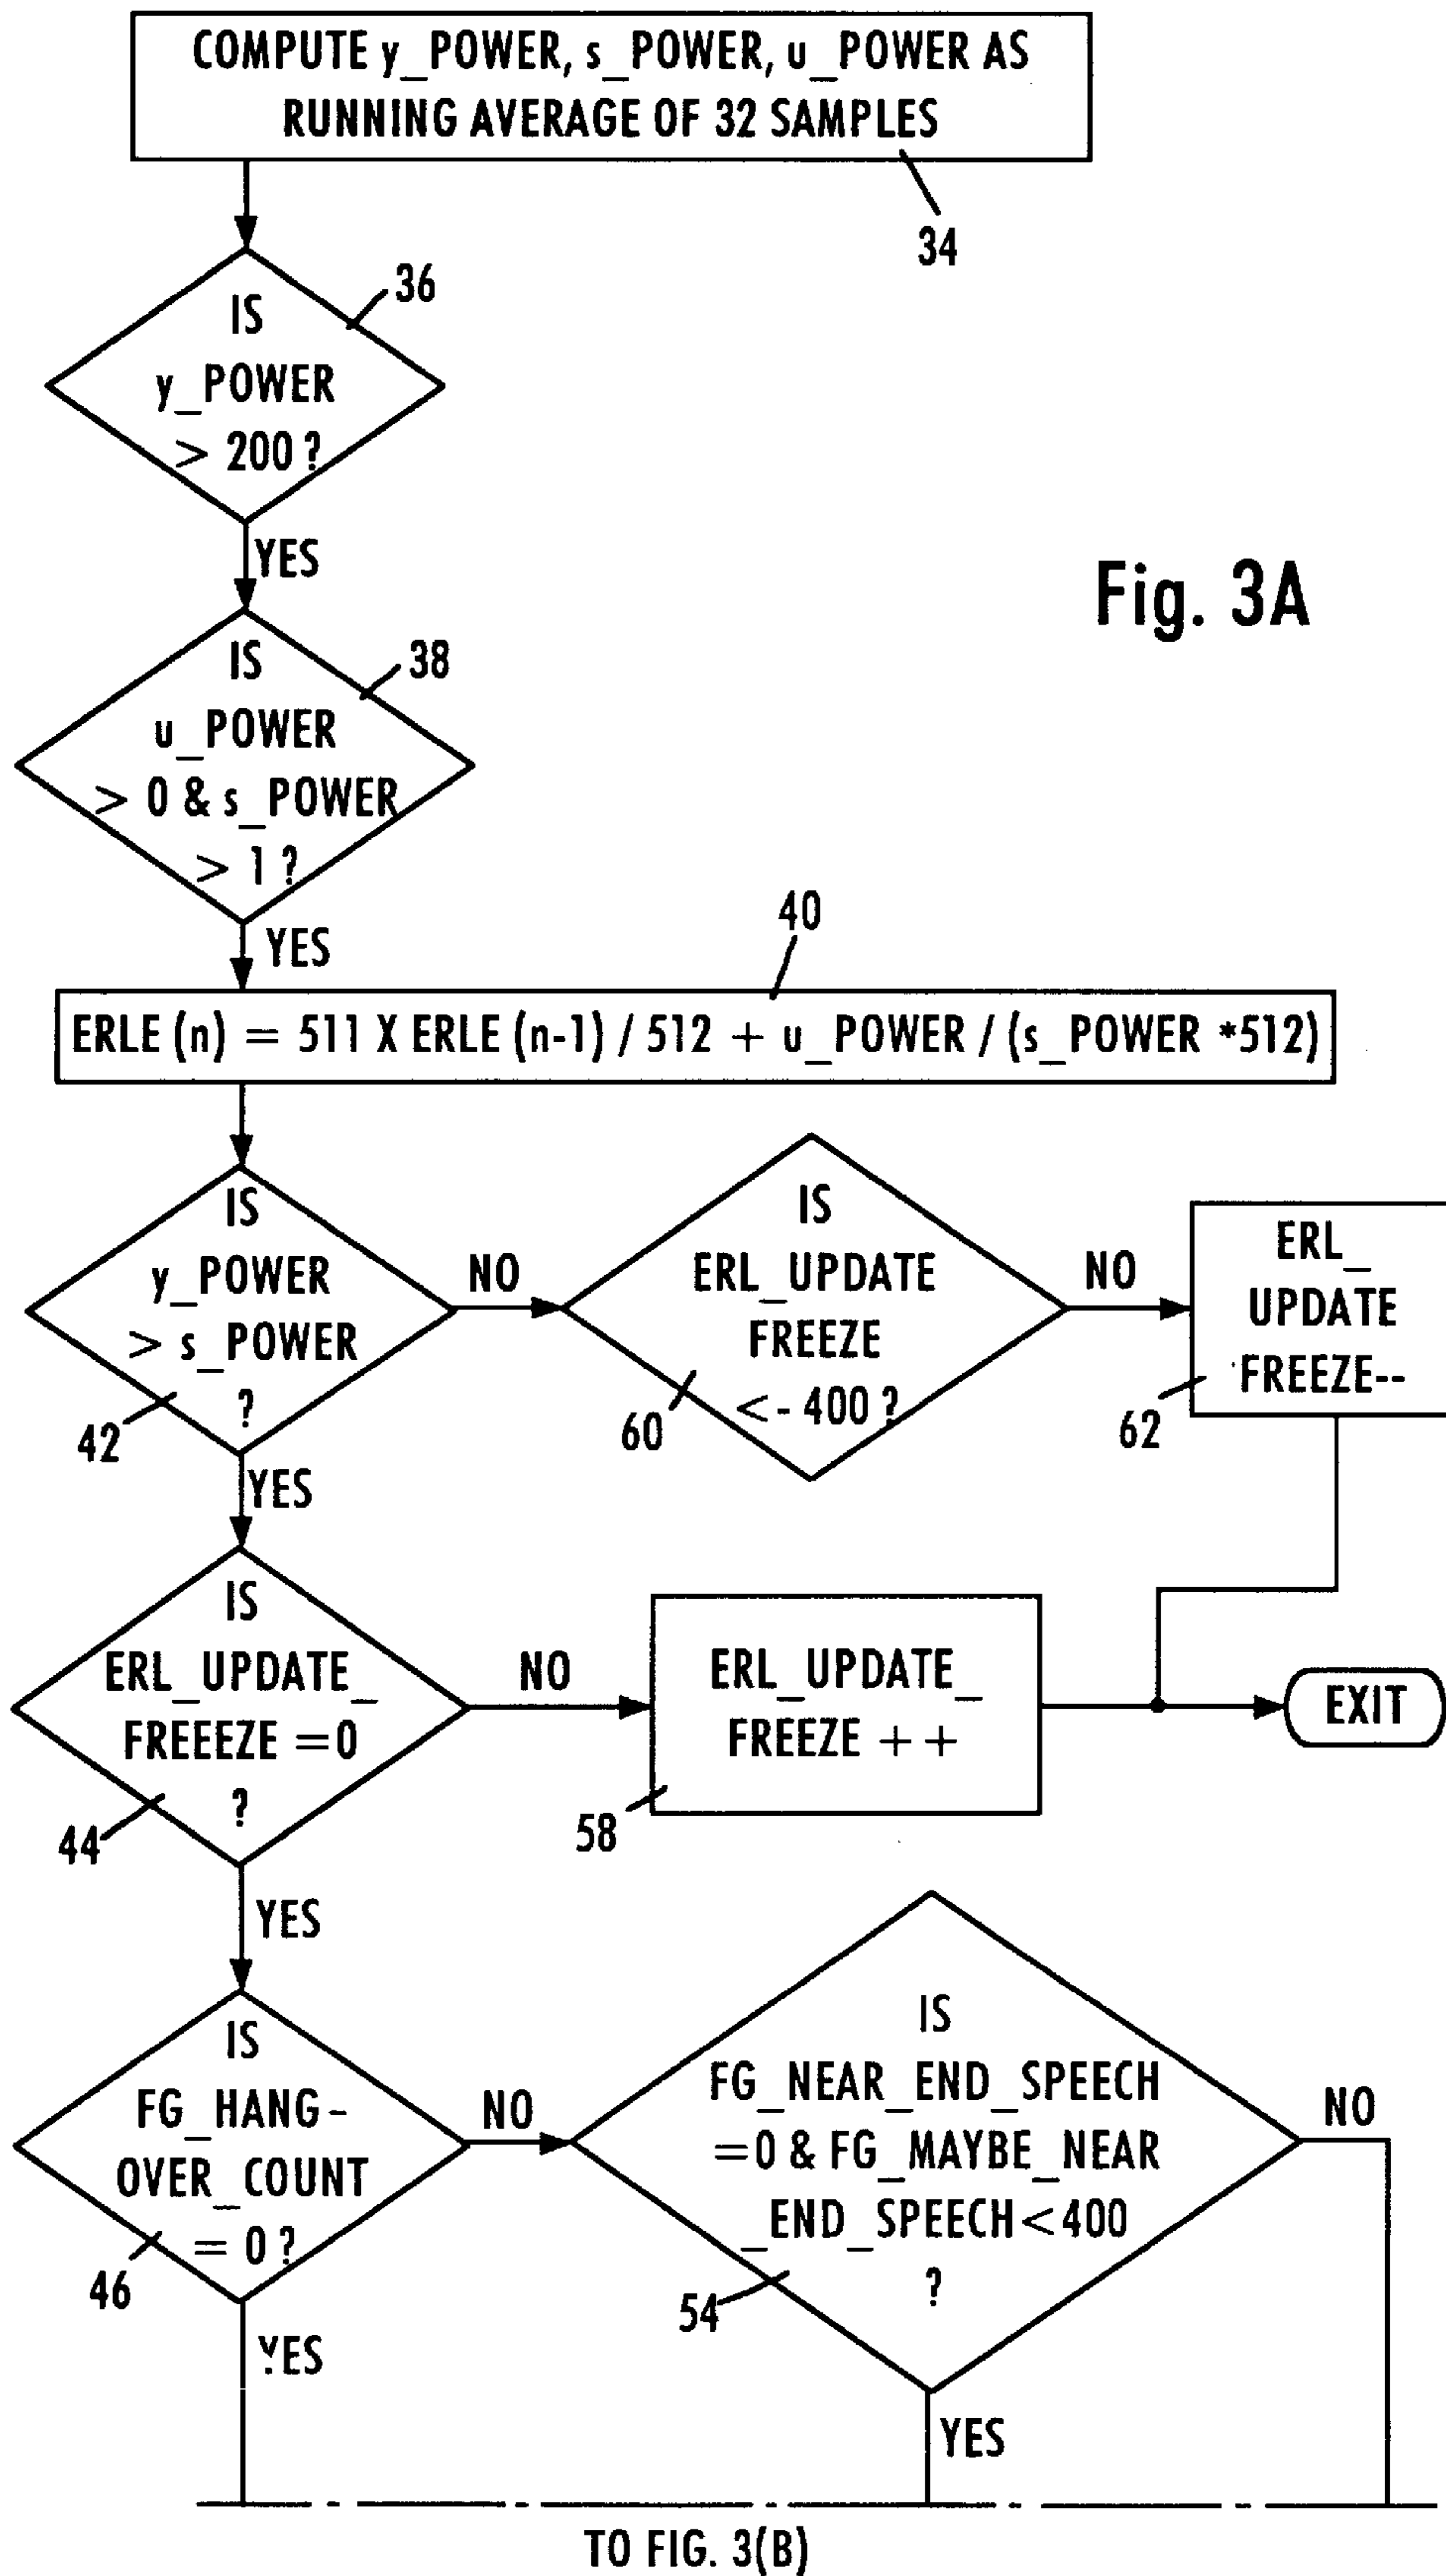 COMPUTE y_POWER, s_POWER, u_POWER AS
RUNNING AVERAGE OF 32 SAMPLES
34
36
IS
y_POWER
> 200 ?
YES
Fig. 3A
38
IS
u_POWER
> 0 & s_POWER
> 1 ?
YES
40
ERLE (n) = 511 X ERLE (n-1) / 512 + u_POWER / (s_POWER *512)
IS
y_POWER
> s_POWER
?
42
NO
IS
ERL_UPDATE
FREEZE
<- 400 ?
60
NO
ERL_
UPDATE
FREEZE--
62
YES
IS
ERL_UPDATE_
FREEEZE =0
?
44
NO
ERL_UPDATE_
FREEZE ++
58
EXIT
YES
IS
FG_HANG-
OVER_COUNT
= 0 ?
46
NO
IS
FG_NEAR_END_SPEECH
=0 & FG_MAYBE_NEAR
_END_SPEECH<400
?
54
NO
YES
YES
TO FIG. 3(B)